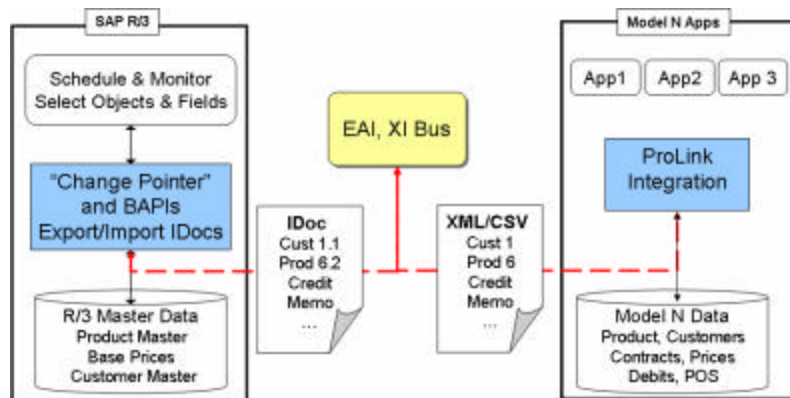 SAP R/3
Schedule & Monitor
Select Objects & Fields
"Change Pointer"
and BAPIs
Export/Import IDocs
R/3 Master Data
Product Master
Base Prices
Customer Master
EAI, XI Bus
IDoc
Cust 1.1
Prod 6.2
Credit
Memo
...
XML/CSV
Cust 1
Prod 6
Credit
Memo
...
Model N Apps
App1
App2
App 3
ProLink
Integration
Model N Data
Product, Customers
Contracts, Prices
Debits, POS